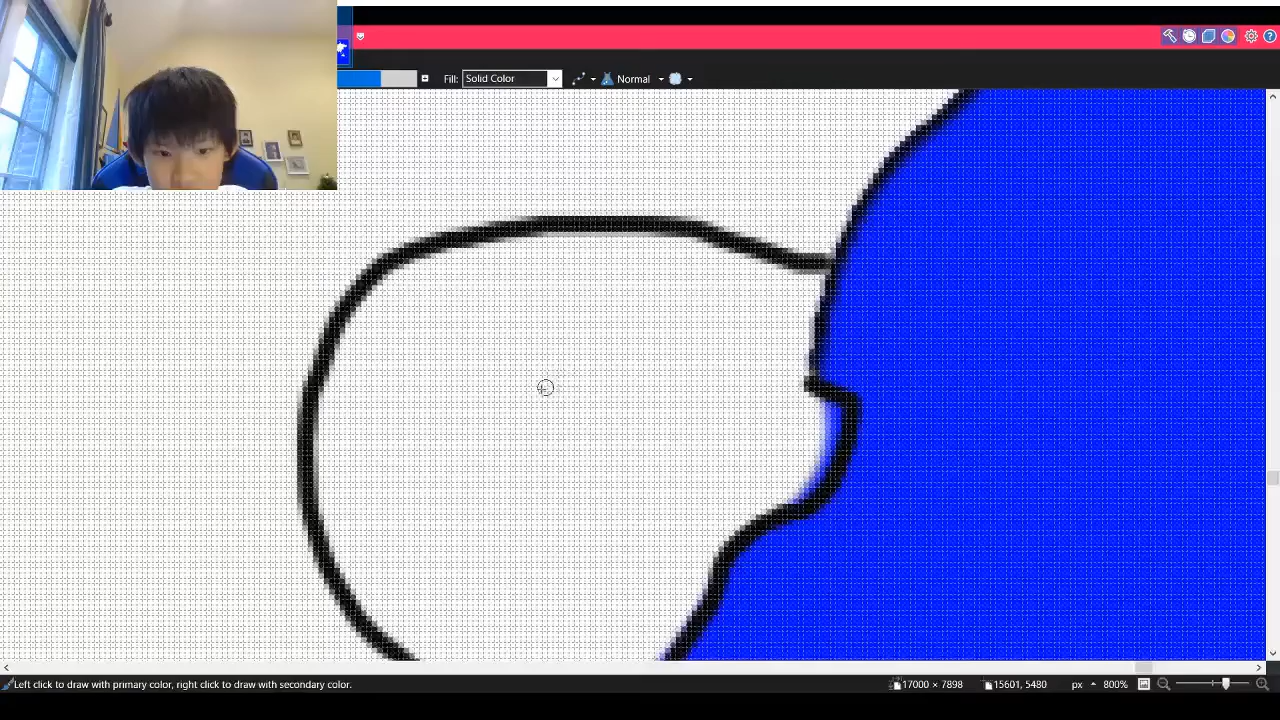 Fill: Solid Color Normal
Left click to draw with primary color, right click to draw with secondary color. 17000 × 7898 15601, 5480 px 800%